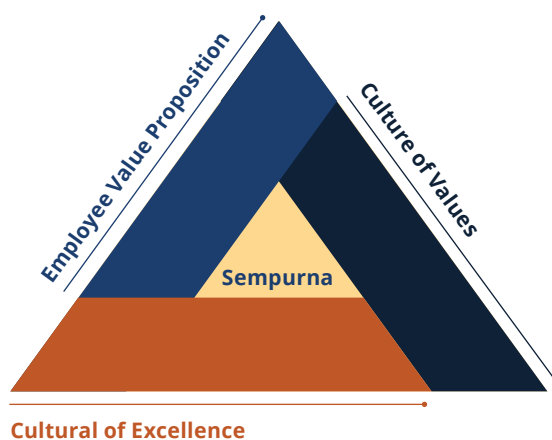 Employee Value Proposition
Culture of Values
Sempurna
Cultural of Excellence